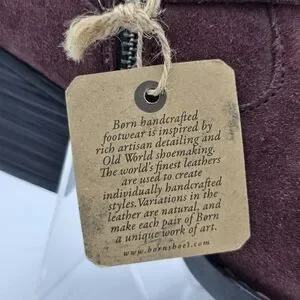 Børn handcrafted
footwear is inspired by
rich artisan detailing and
Old World shoemaking.
The world's finest leathers
are used to create
individually handcrafted
styles. Variations in the
leather are natural, and
make each pair of Børn
a unique work of art.
www.bornshoes.com